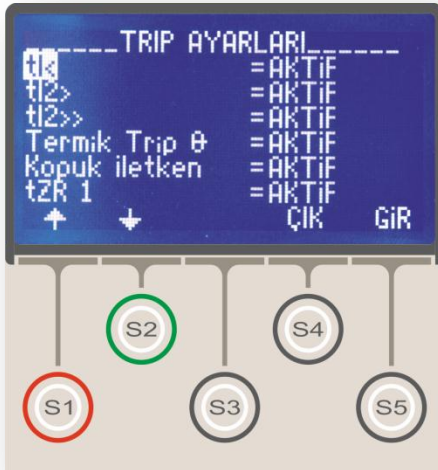 ____TRIP AYARLARI______
tI< =AKTiF
tI2> =AKTiF
tI2>> =AKTiF
Termik Trip θ =AKTiF
Kopuk iletken =AKTiF
tZR 1 =AKTiF
ÇIK GiR
S2 S4
S1 S3 S5